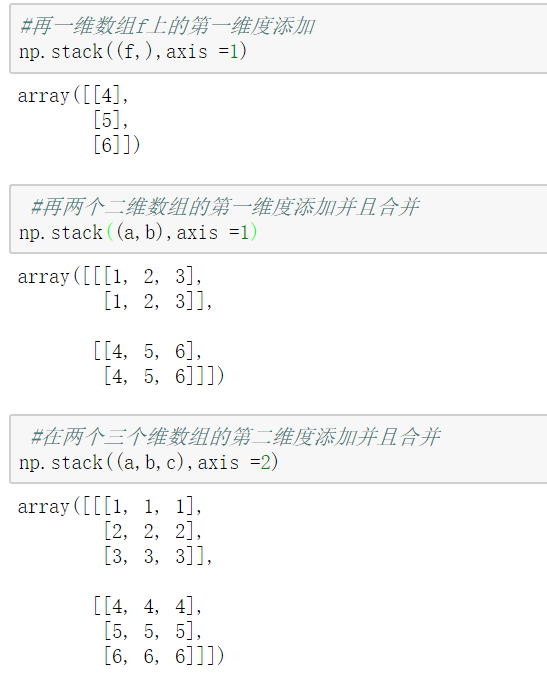 #再一维数组f上的第一维度添加
np.stack((f,),axis =1)
array([[4],
       [5],
       [6]])
#再两个二维数组的第一维度添加并且合并
np.stack((a,b),axis =1)
array([[[1, 2, 3],
        [1, 2, 3]],
       [[4, 5, 6],
        [4, 5, 6]]])
#在两个三个维数组的第二维度添加并且合并
np.stack((a,b,c),axis =2)
array([[[1, 1, 1],
        [2, 2, 2],
        [3, 3, 3]],
       [[4, 4, 4],
        [5, 5, 5],
        [6, 6, 6]]])